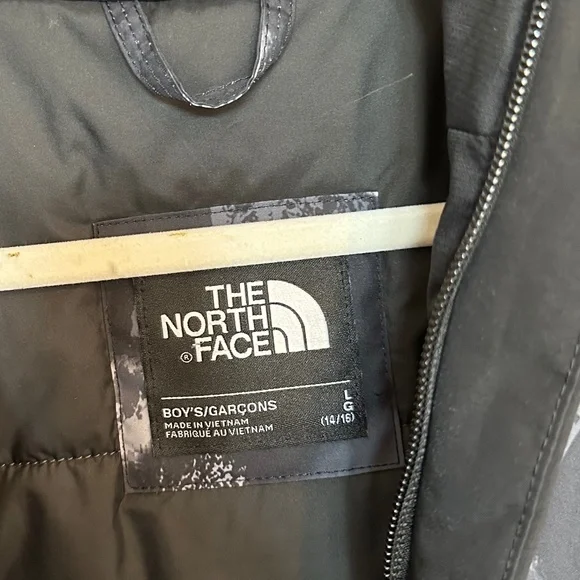 THE
NORTH
FACE
®
BOY'S/GARÇONS
MADE IN VIETNAM
FABRIQUÉ AU VIETNAM
L
G
(14/16)